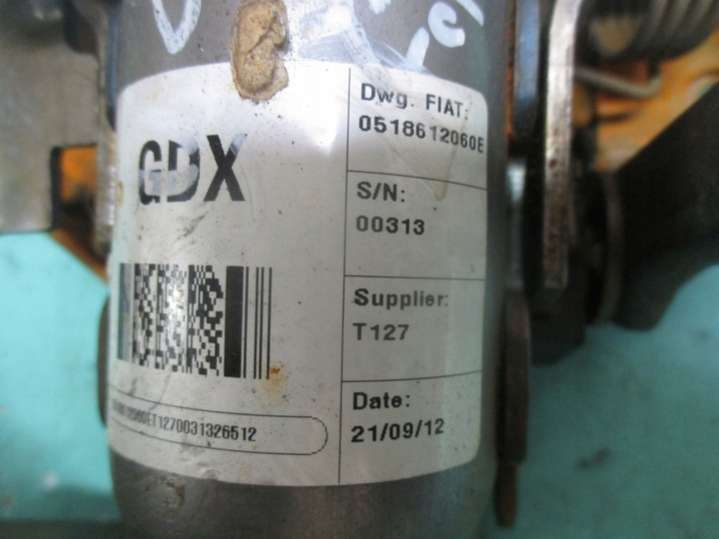 GDX
Dwg. FIAT:
0518612060E
S/N:
00313
Supplier:
T127
Date:
21/09/12